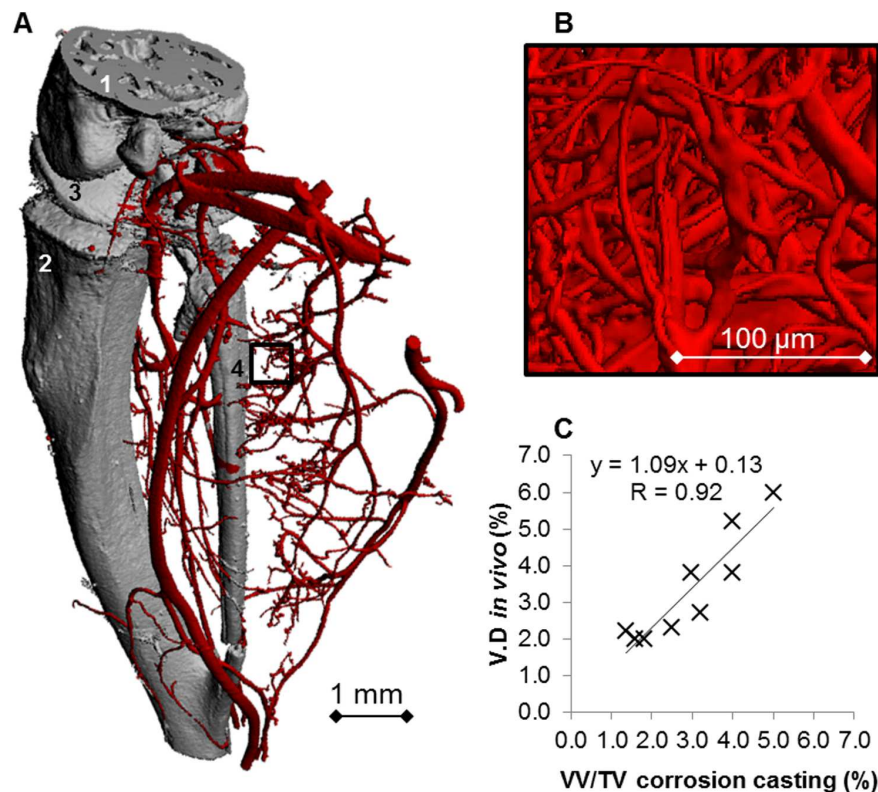 A
1
3
2
4
1 mm
B
100 µm
C
y = 1.09x + 0.13
R = 0.92
7.0
6.0
5.0
4.0
3.0
2.0
1.0
0.0
V.D in vivo (%)
0.0 1.0 2.0 3.0 4.0 5.0 6.0 7.0
VV/TV corrosion casting (%)